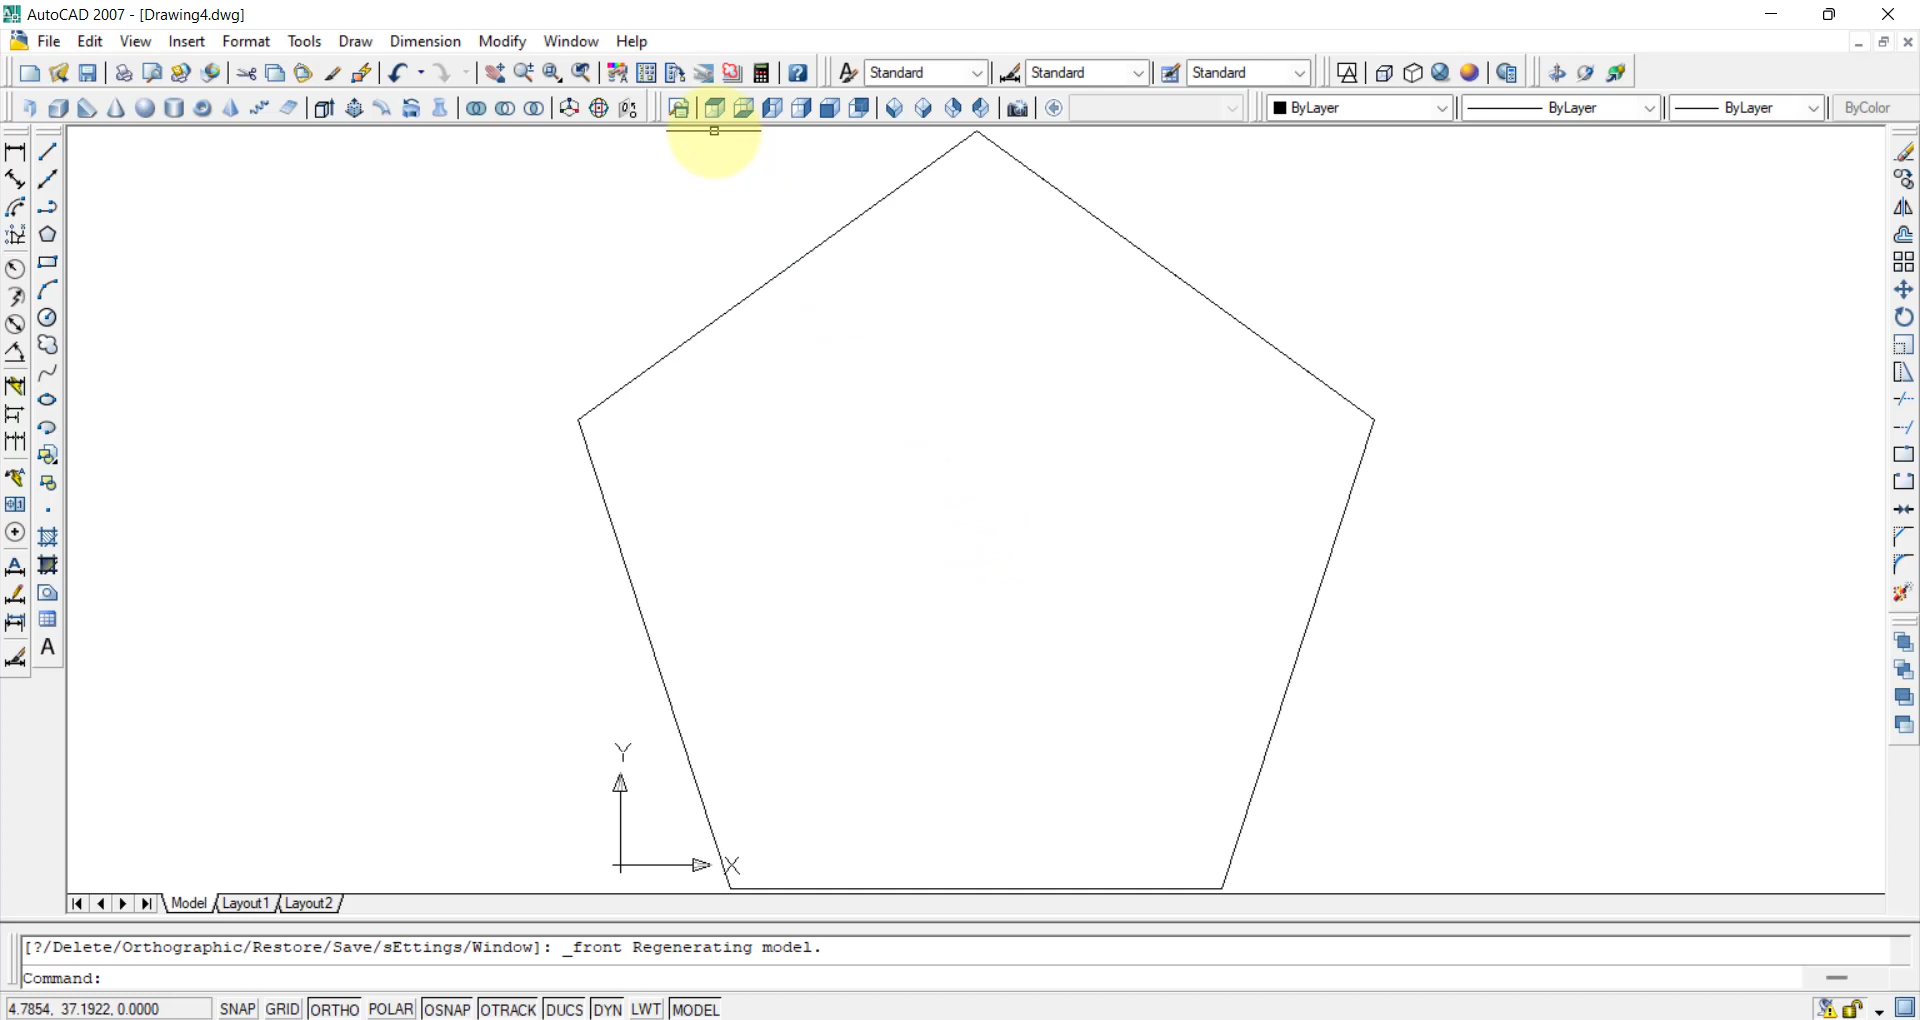 AutoCAD 2007 - [Drawing4.dwg]
File Edit View Insert Format Tools Draw Dimension Modify Window Help
Standard Standard Standard
ByLayer ByLayer ByLayer ByColor
Y
X
Model Layout1 Layout2
[?/Delete/Orthographic/Restore/Save/sEttings/Window]: _front Regenerating model.
Command:
4.7854, 37.1922, 0.0000 SNAP GRID ORTHO POLAR OSNAP OTRACK DUCS DYN LWT MODEL